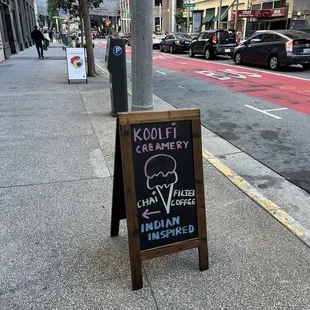 KOOLFI
CREAMERY
CHAI
FILTER
COFFEE
INDIAN
INSPIRED